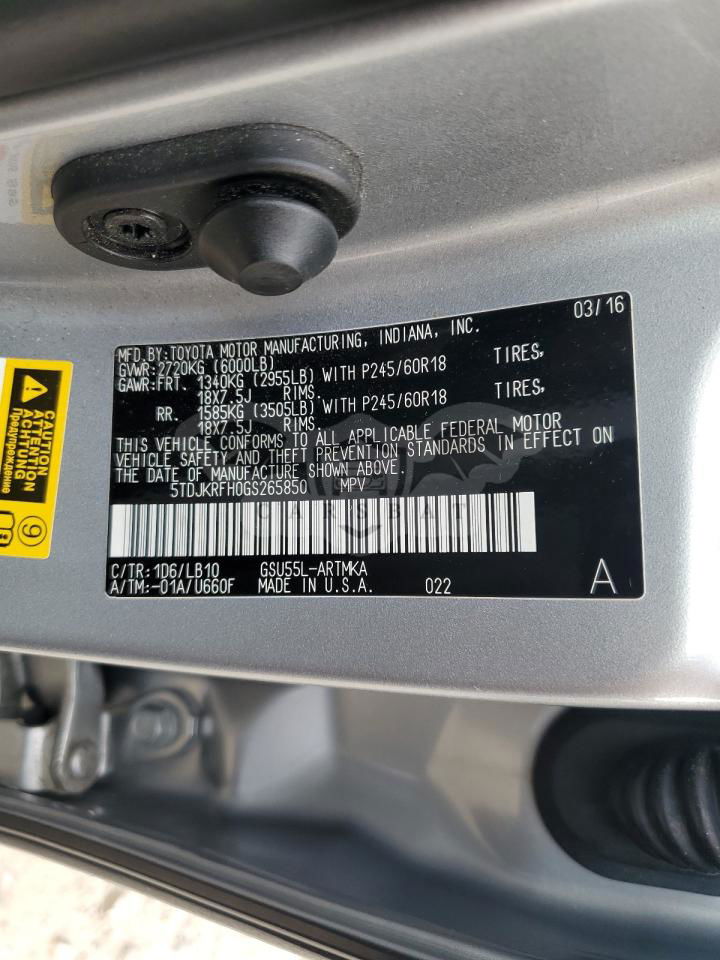 03/16
MFD.BY:TOYOTA MOTOR MANUFACTURING, INDIANA, INC.
GVWR:2720KG (6000LB)
GAWR:FRT. 1340KG (2955LB) WITH P245/60R18 TIRES,
18X7.5J RIMS.
RR. 1585KG (3505LB) WITH P245/60R18 TIRES,
18X7.5J RIMS.
THIS VEHICLE CONFORMS TO ALL APPLICABLE FEDERAL MOTOR
VEHICLE SAFETY AND THEFT PREVENTION STANDARDS IN EFFECT ON
THE DATE OF MANUFACTURE SHOWN ABOVE.
5TDJKRFH0GS265850 MPV
CARSBAT
C/TR:1D6/LB10 GSU55L-ARTMKA
A/TM:-01A/U660F MADE IN U.S.A. 022 A
CAUTION
ATTENTION
ACHTUNG
Предупреждение
9